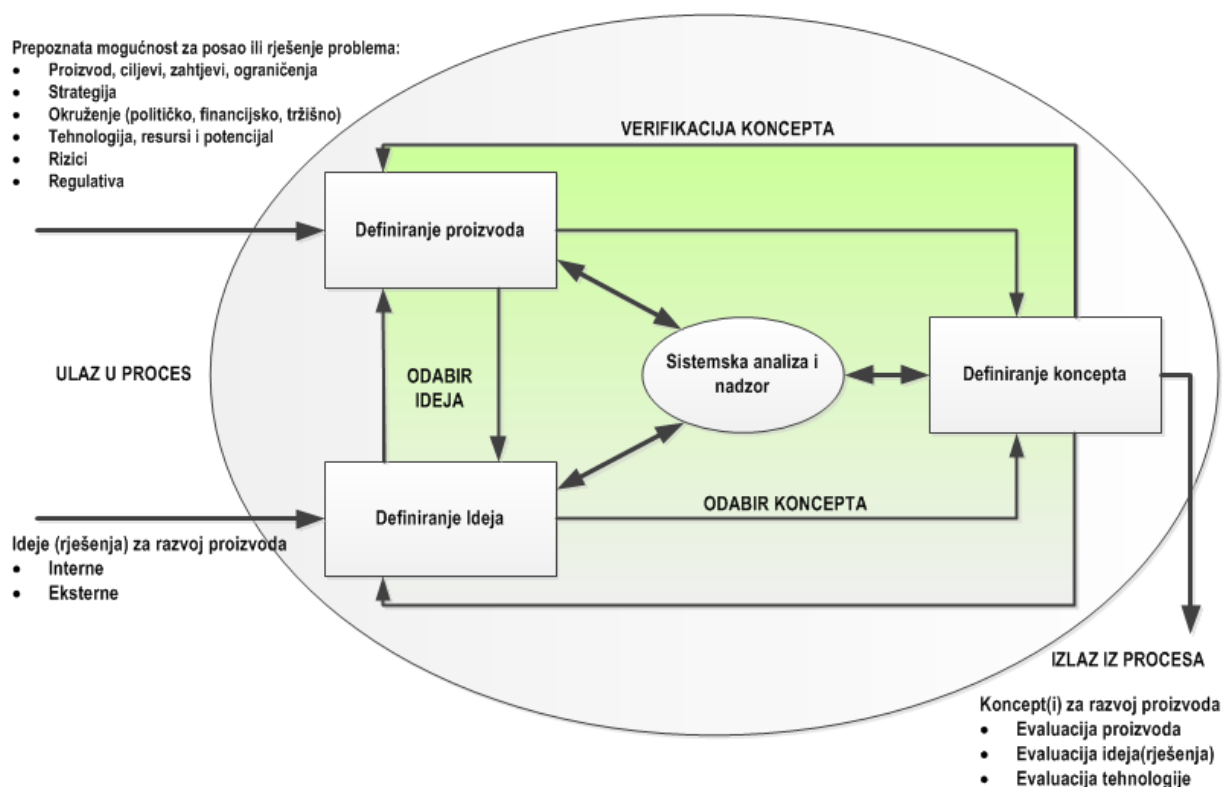 Prepoznata mogućnost za posao ili rješenje problema:
• Proizvod, ciljevi, zahtjevi, ograničenja
• Strategija
• Okruženje (političko, financijsko, tržišno)
• Tehnologija, resursi i potencijal
• Rizici
• Regulativa
VERIFIKACIJA KONCEPTA
Definiranje proizvoda
ULAZ U PROCES
ODABIR
IDEJA
Sistemska analiza i
nadzor
Definiranje koncepta
Definiranje Ideja
ODABIR KONCEPTA
Ideje (rješenja) za razvoj proizvoda
• Interne
• Eksterne
IZLAZ IZ PROCESA
Koncept(i) za razvoj proizvoda
• Evaluacija proizvoda
• Evaluacija ideja(rješenja)
• Evaluacija tehnologije